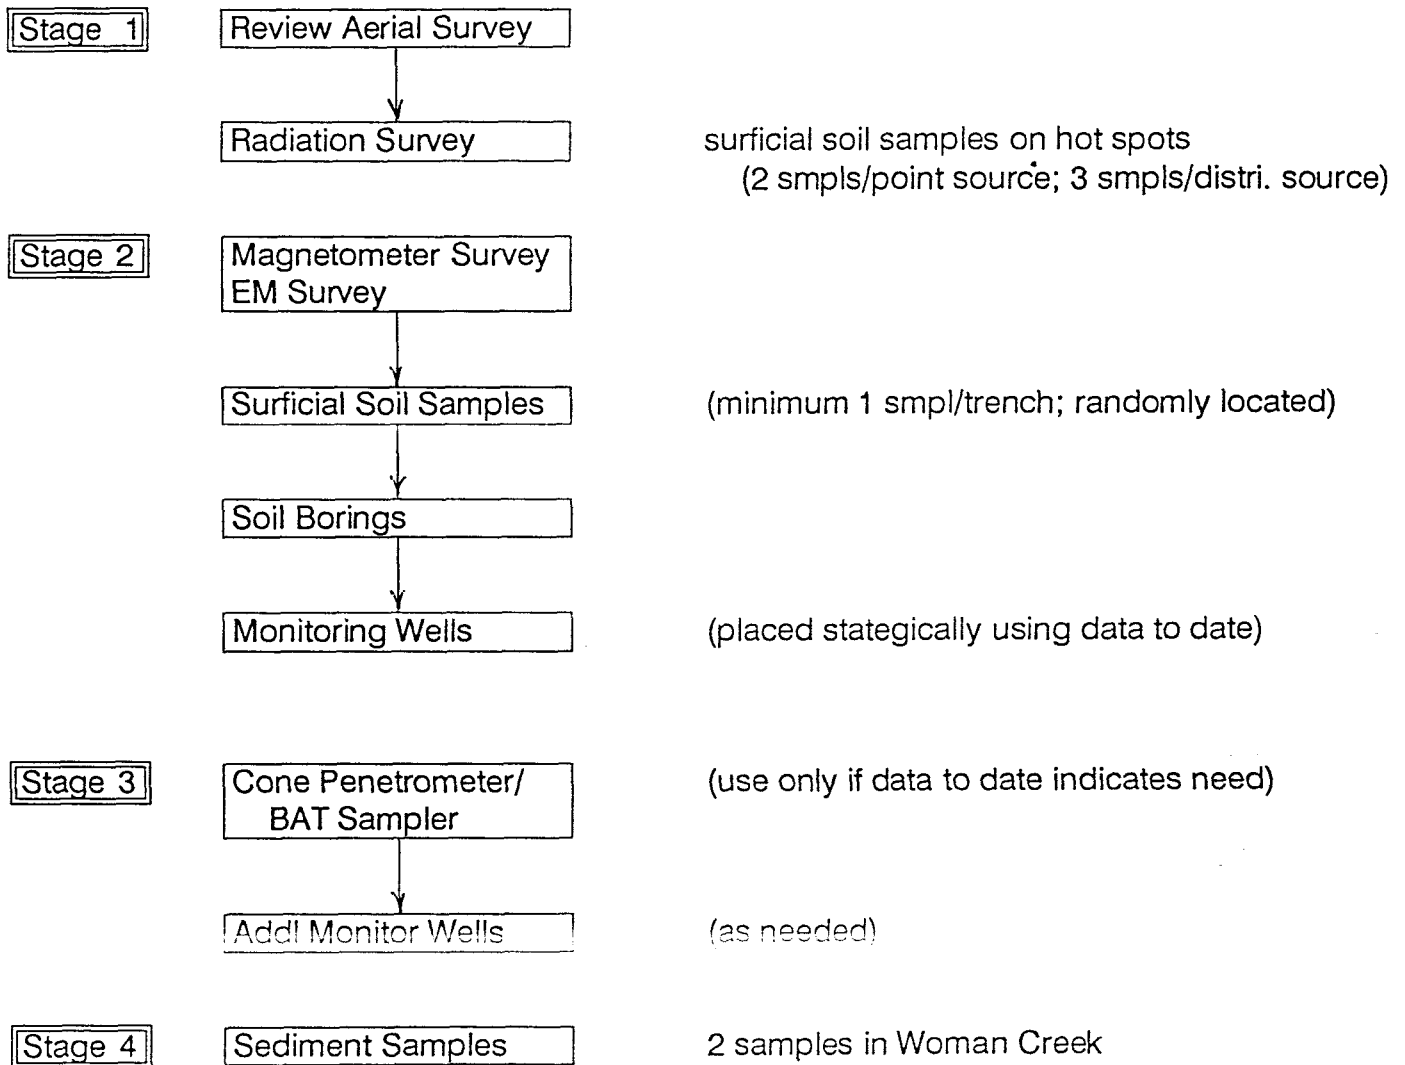 Stage 1
Review Aerial Survey
Radiation Survey
surficial soil samples on hot spots
(2 smpls/point source; 3 smpls/distri. source)
Stage 2
Magnetometer Survey
EM Survey
Surficial Soil Samples
(minimum 1 smpl/trench; randomly located)
Soil Borings
Monitoring Wells
(placed stategically using data to date)
Stage 3
Cone Penetrometer/
BAT Sampler
(use only if data to date indicates need)
Addl Monitor Wells
(as needed)
Stage 4
Sediment Samples
2 samples in Woman Creek